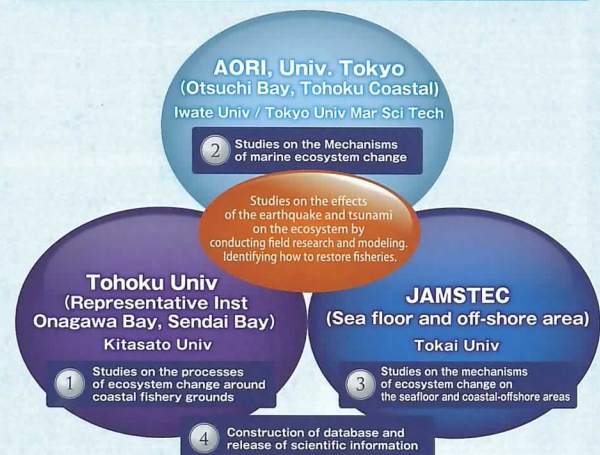 AORI, Univ. Tokyo
(Otsuchi Bay, Tohoku Coastal)
Iwate Univ / Tokyo Univ Mar Sci Tech
2 Studies on the Mechanisms
of marine ecosystem change
Studies on the effects
of the earthquake and tsunami
on the ecosystem by
conducting field research and modeling.
Identifying how to restore fisheries.
Tohoku Univ
(Representative Inst
Onagawa Bay, Sendai Bay)
Kitasato Univ
1 Studies on the processes
of ecosystem change around
coastal fishery grounds
JAMSTEC
(Sea floor and off-shore area)
Tokai Univ
3 Studies on the mechanisms
of ecosystem change on
the seafloor and coastal-offshore areas
4 Construction of database and
release of scientific information